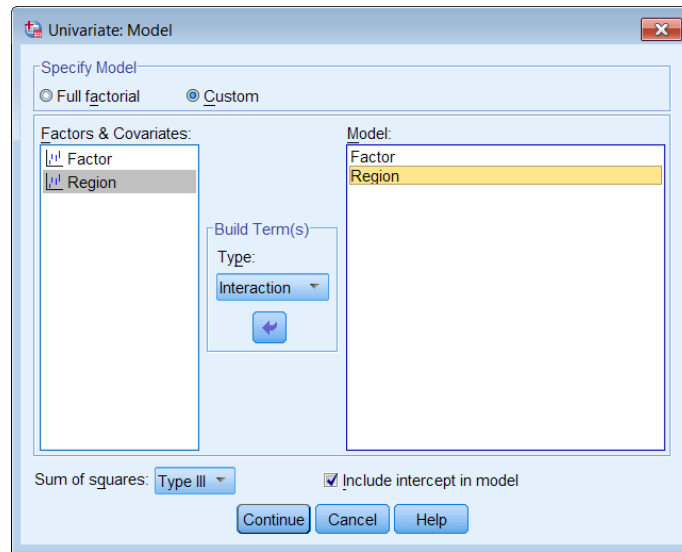 Univariate: Model
Specify Model
Full factorial
Custom
Factors & Covariates:
Factor
Region
Build Term(s)
Type:
Interaction
Model:
Factor
Region
Sum of squares: Type III
Include intercept in model
Continue
Cancel
Help